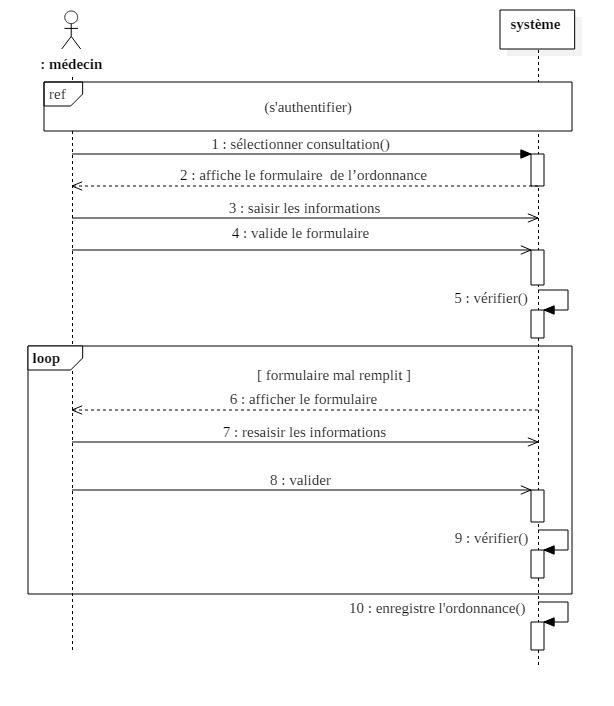 système
: médecin
ref
(s'authentifier)
1 : sélectionner consultation()
2 : affiche le formulaire  de l’ordonnance
3 : saisir les informations
4 : valide le formulaire
5 : vérifier()
loop
[ formulaire mal remplit ]
6 : afficher le formulaire
7 : resaisir les informations
8 : valider
9 : vérifier()
10 : enregistre l'ordonnance()